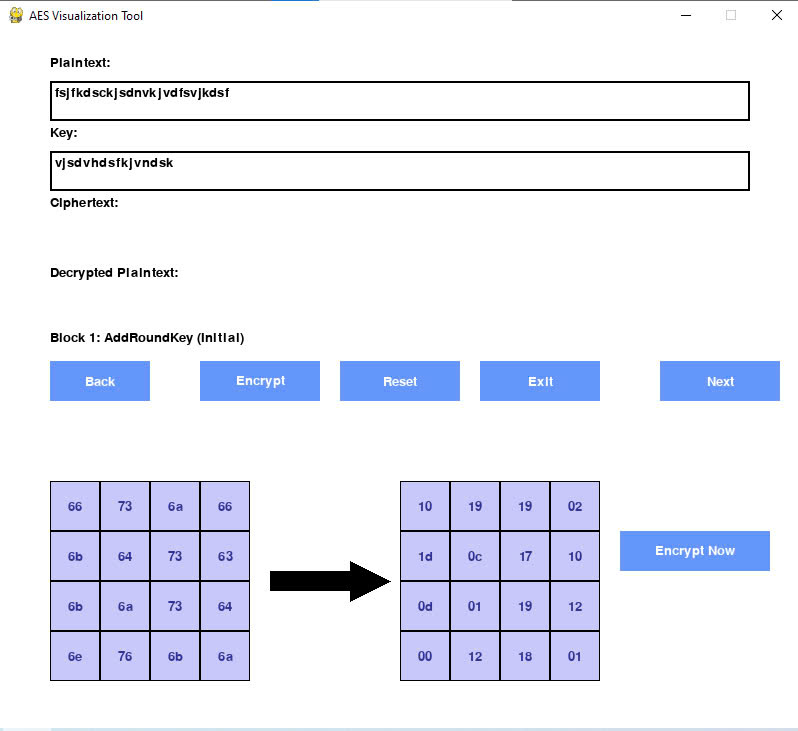 AES Visualization Tool
Plaintext:
fsjfkdsckjsdnvkjvdfsvjkdsf
Key:
vjsdvhdsfkjvndsk
Ciphertext:
Decrypted Plaintext:
Block 1: AddRoundKey (Initial)
Back Encrypt Reset Exit Next
66 73 6a 66 10 19 19 02
Encrypt Now
6b 64 73 63 1d 0c 17 10
6b 6a 73 64 0d 01 19 12
6e 76 6b 6a 00 12 18 01